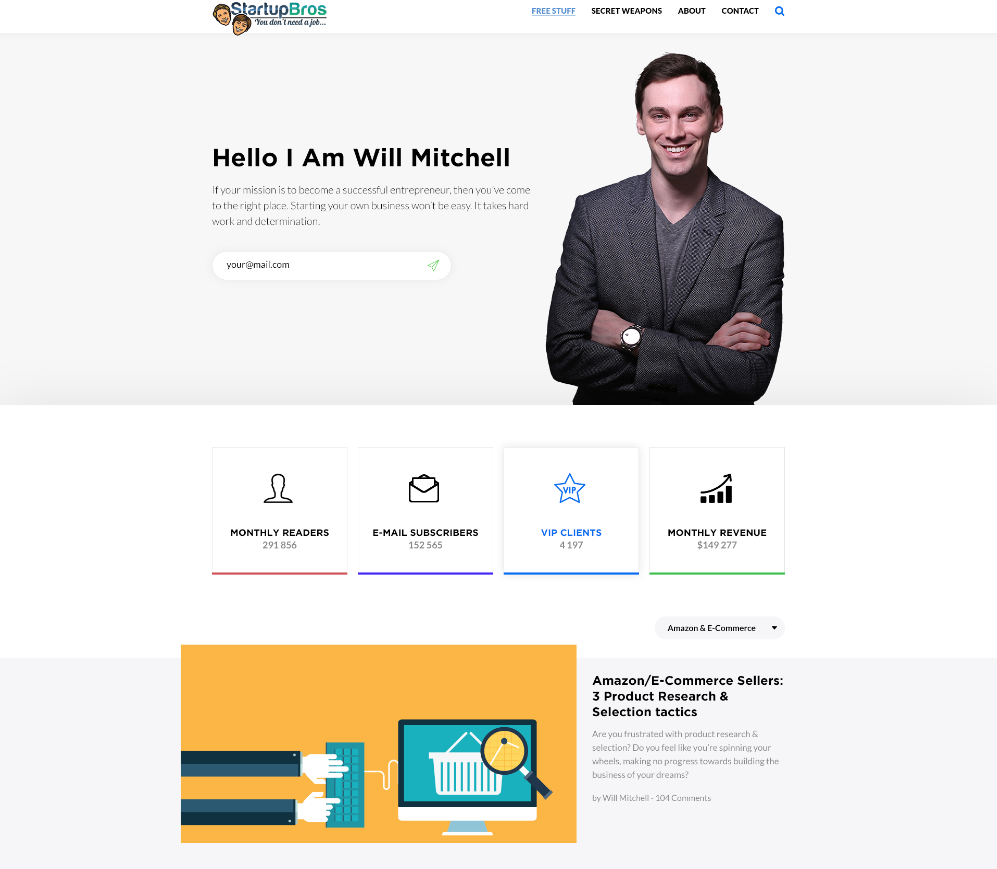 StartupBros
You don't need a job...
FREE STUFF
SECRET WEAPONS
ABOUT
CONTACT
Hello I Am Will Mitchell
If your mission is to become a successful entrepreneur, then you've come
to the right place. Starting your own business won't be easy. It takes hard
work and determination.
your@mail.com
MONTHLY READERS
291 856
E-MAIL SUBSCRIBERS
152 565
VIP
VIP CLIENTS
4 197
MONTHLY REVENUE
$149 277
Amazon & E-Commerce
Amazon/E-Commerce Sellers:
3 Product Research &
Selection tactics
Are you frustrated with product research &
selection? Do you feel like you're spinning your
wheels, making no progress towards building the
business of your dreams?
by Will Mitchell - 104 Comments